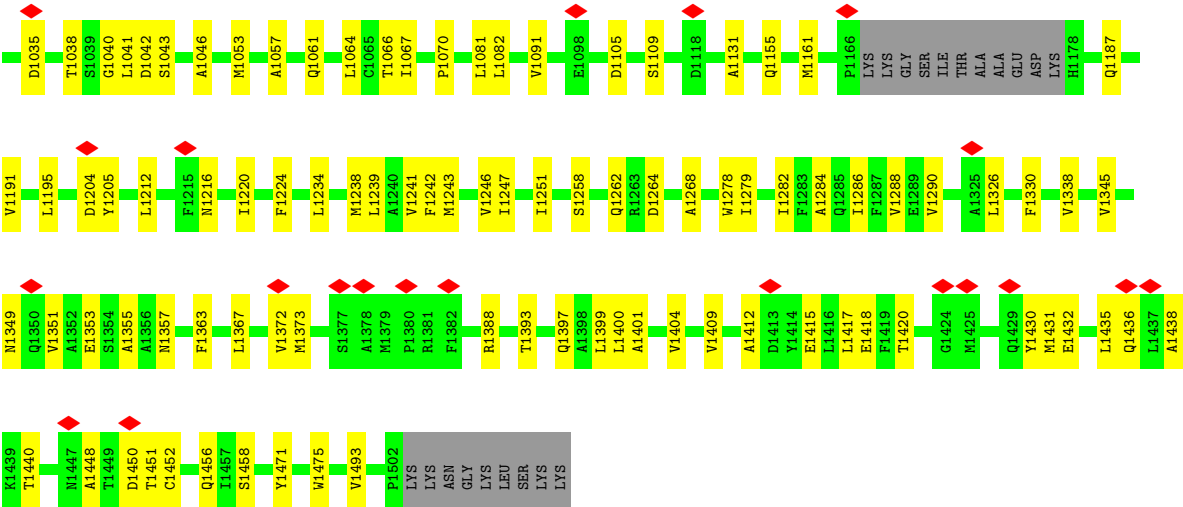 D1035 T1038 S1039 G1040 L1041 D1042 S1043 A1046 M1053 A1057 Q1061 L1064 C1065 T1066 I1067 P1070 L1081 L1082 V1091 E1098 D1105 S1109 D1118 A1131 Q1155 M1161 P1166 LYS LYS GLY SER ILE THR ALA ALA GLU ASP LYS H1178 Q1187
V1191 L1195 D1204 Y1205 L1212 F1215 N1216 I1220 F1224 L1234 M1238 L1239 A1240 V1241 F1242 M1243 V1246 I1247 I1251 S1258 Q1262 R1263 D1264 A1268 W1278 I1279 I1282 F1283 A1284 Q1285 I1286 F1287 V1288 E1289 V1290 A1325 L1326 F1330 V1338 V1345
N1349 Q1350 V1351 A1352 E1353 S1354 A1355 A1356 N1357 F1363 L1367 V1372 M1373 S1377 A1378 M1379 P1380 R1381 F1382 R1388 T1393 Q1397 A1398 L1399 L1400 A1401 V1404 V1409 A1412 D1413 Y1414 E1415 L1416 L1417 E1418 F1419 T1420 G1424 M1425 Q1429 Y1430 M1431 E1432 L1435 Q1436 L1437 A1438
K1439 T1440 N1447 A1448 T1449 D1450 T1451 C1452 Q1456 I1457 S1458 Y1471 W1475 V1493 P1502 LYS LYS ASN GLY LYS LEU SER LYS LYS